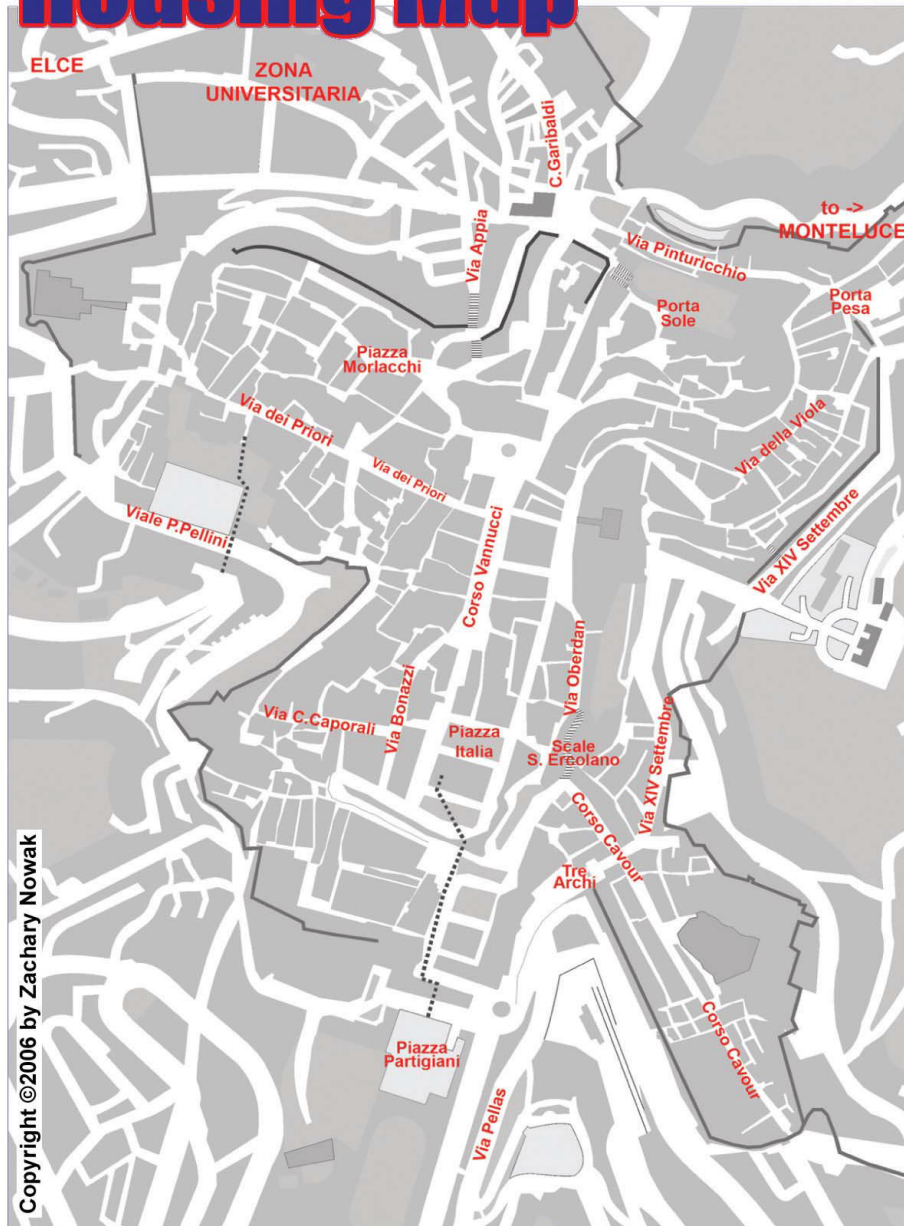 Housing Map
ELCE
ZONA
UNIVERSITARIA
C.Garibaldi
to ->
MONTELUCE
Via Appia
Via Pinturicchio
Porta
Sole
Porta
Pesa
Piazza
Morlacchi
Via dei Priori
Via dei Priori
Via della Viola
Viale P.Pellini
Via XIV Settembre
Corso Vannucci
Via Oberdan
Via Bonazzi
Via C.Caporali
Piazza
Italia
Scale
S. Ercolano
Via XIV Settembre
Corso Cavour
Tre
Archi
Corso Cavour
Piazza
Partigiani
Via Pellas
Copyright ©2006 by Zachary Nowak